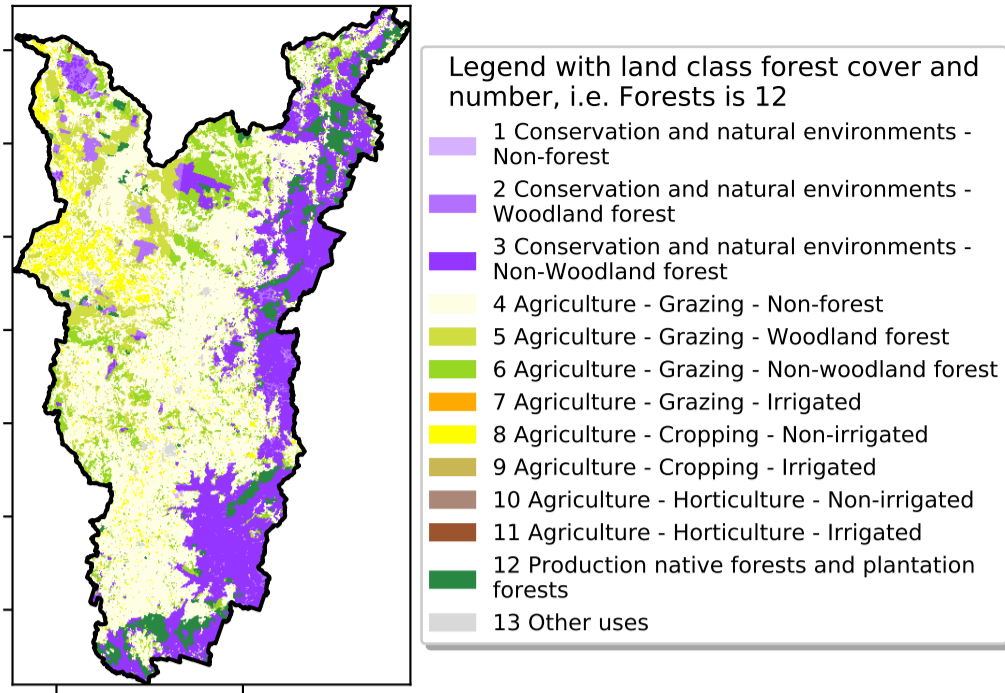 Legend with land class forest cover and
number, i.e. Forests is 12
1 Conservation and natural environments -
Non-forest
2 Conservation and natural environments -
Woodland forest
3 Conservation and natural environments -
Non-Woodland forest
4 Agriculture - Grazing - Non-forest
5 Agriculture - Grazing - Woodland forest
6 Agriculture - Grazing - Non-woodland forest
7 Agriculture - Grazing - Irrigated
8 Agriculture - Cropping - Non-irrigated
9 Agriculture - Cropping - Irrigated
10 Agriculture - Horticulture - Non-irrigated
11 Agriculture - Horticulture - Irrigated
12 Production native forests and plantation
forests
13 Other uses